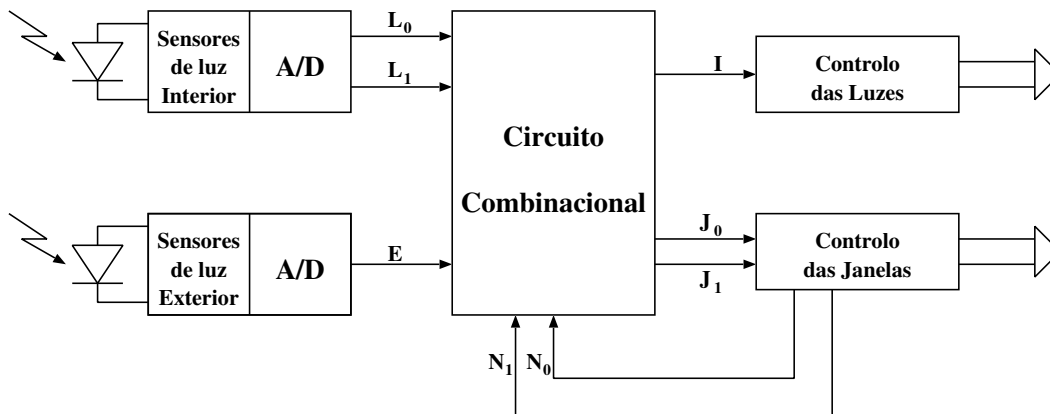 Sensores
de luz
Interior
A/D
L0
L1
Circuito
Combinacional
I
Controlo
das Luzes
Sensores
de luz
Exterior
A/D
E
J0
J1
Controlo
das Janelas
N1
N0